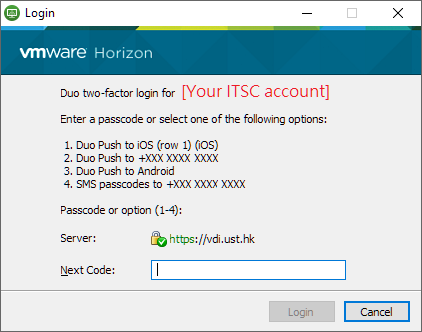 Login
vmware Horizon
Duo two-factor login for [Your ITSC account]
Enter a passcode or select one of the following options:
1. Duo Push to iOS (row 1) (iOS)
2. Duo Push to +XXX XXXX XXXX
3. Duo Push to Android
4. SMS passcodes to +XXX XXXX XXXX
Passcode or option (1-4):
Server: https://vdi.ust.hk
Next Code:
Login Cancel